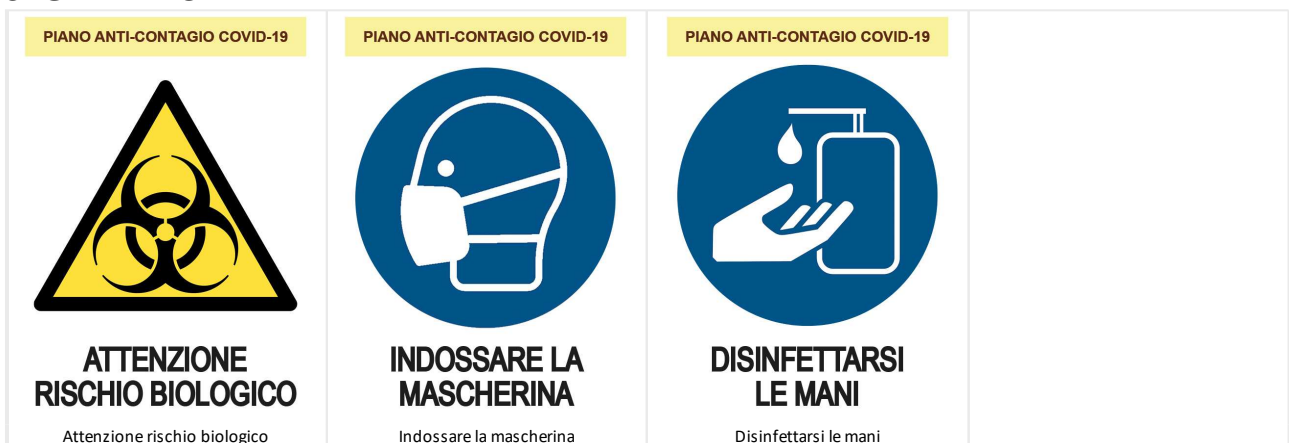 PIANO ANTI-CONTAGIO COVID-19
ATTENZIONE
RISCHIO BIOLOGICO
Attenzione rischio biologico
PIANO ANTI-CONTAGIO COVID-19
INDOSSARE LA
MASCHERINA
Indossare la mascherina
PIANO ANTI-CONTAGIO COVID-19
DISINFETTARSI
LE MANI
Disinfettarsi le mani